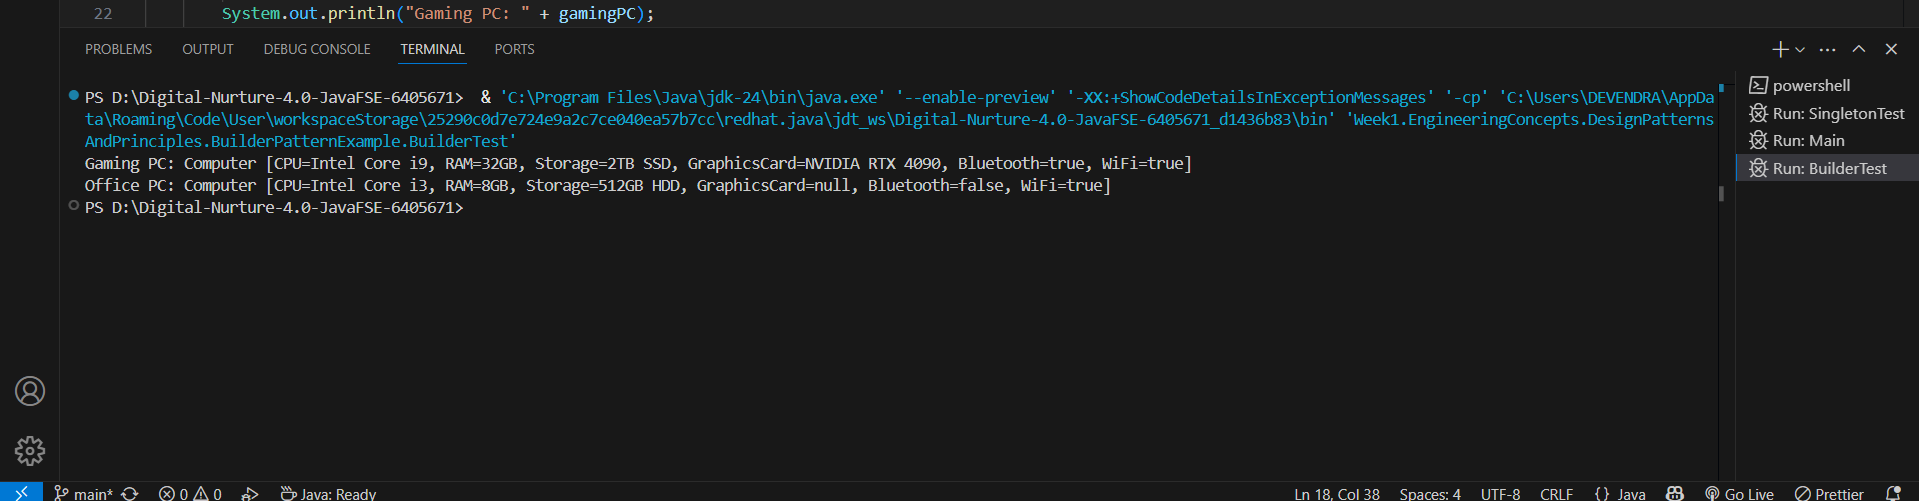 22 System.out.println("Gaming PC: " + gamingPC);
PROBLEMS OUTPUT DEBUG CONSOLE TERMINAL PORTS
PS D:\Digital-Nurture-4.0-JavaFSE-6405671> & 'C:\Program Files\Java\jdk-24\bin\java.exe' '--enable-preview' '-XX:+ShowCodeDetailsInExceptionMessages' '-cp' 'C:\Users\DEVENDRA\AppDa
ta\Roaming\Code\User\workspaceStorage\25290c0d7e724e9a2c7ce040ea57b7cc\redhat.java\jdt_ws\Digital-Nurture-4.0-JavaFSE-6405671_d1436b83\bin' 'Week1.EngineeringConcepts.DesignPatterns
AndPrinciples.BuilderPatternExample.BuilderTest'
Gaming PC: Computer [CPU=Intel Core i9, RAM=32GB, Storage=2TB SSD, GraphicsCard=NVIDIA RTX 4090, Bluetooth=true, WiFi=true]
Office PC: Computer [CPU=Intel Core i3, RAM=8GB, Storage=512GB HDD, GraphicsCard=null, Bluetooth=false, WiFi=true]
PS D:\Digital-Nurture-4.0-JavaFSE-6405671>
powershell
Run: SingletonTest
Run: Main
Run: BuilderTest
main* 0 0 Java: Ready Ln 18, Col 38 Spaces: 4 UTF-8 CRLF {} Java Go Live Prettier